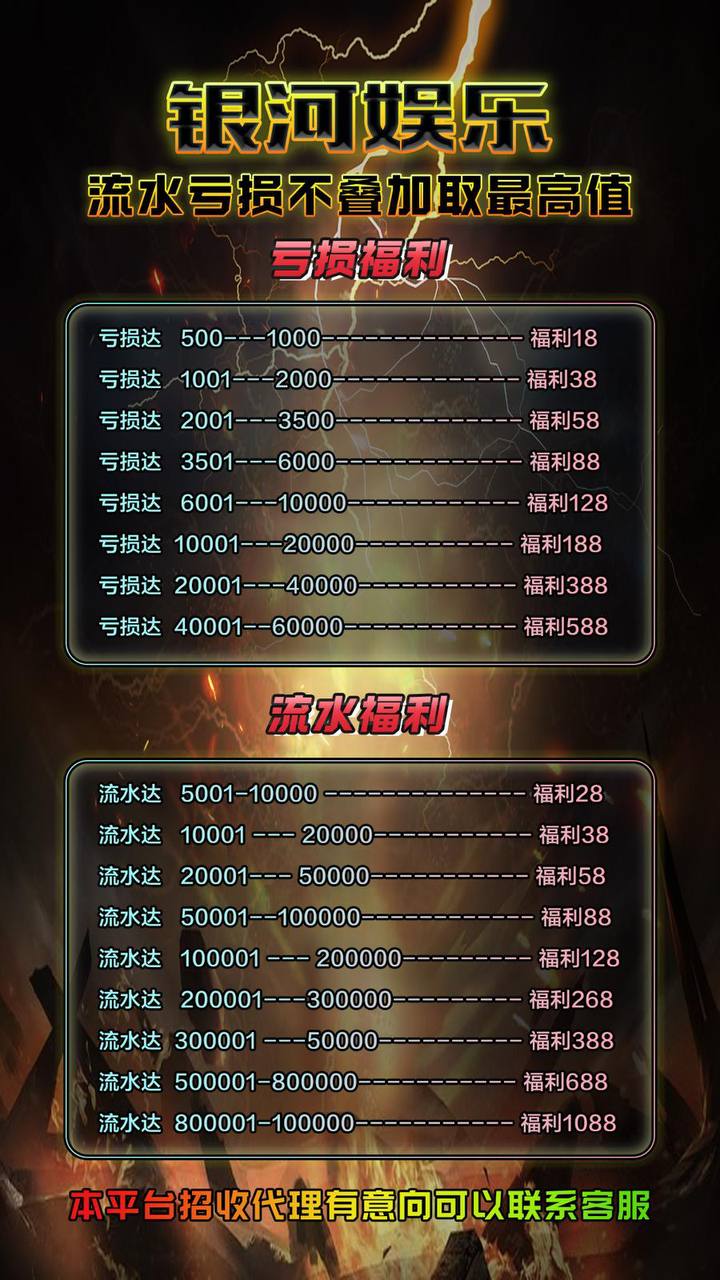 银河娱乐
流水亏损不叠加取最高值
亏损福利
亏损达 500---1000---------------福利18
亏损达 1001---2000--------------福利38
亏损达 2001---3500--------------福利58
亏损达 3501---6000--------------福利88
亏损达 6001---10000-------------福利128
亏损达 10001---20000------------福利188
亏损达 20001---40000------------福利388
亏损达 40001--60000-------------福利588
流水福利
流水达 5001-10000 ---------------福利28
流水达 10001 --- 20000------------福利38
流水达 20001--- 50000------------福利58
流水达 50001--100000-------------福利88
流水达 100001 --- 200000----------福利128
流水达 200001---300000----------福利268
流水达 300001 ---50000-----------福利388
流水达 500001-800000------------福利688
流水达 800001-100000------------福利1088
本平台招收代理有意向可以联系客服